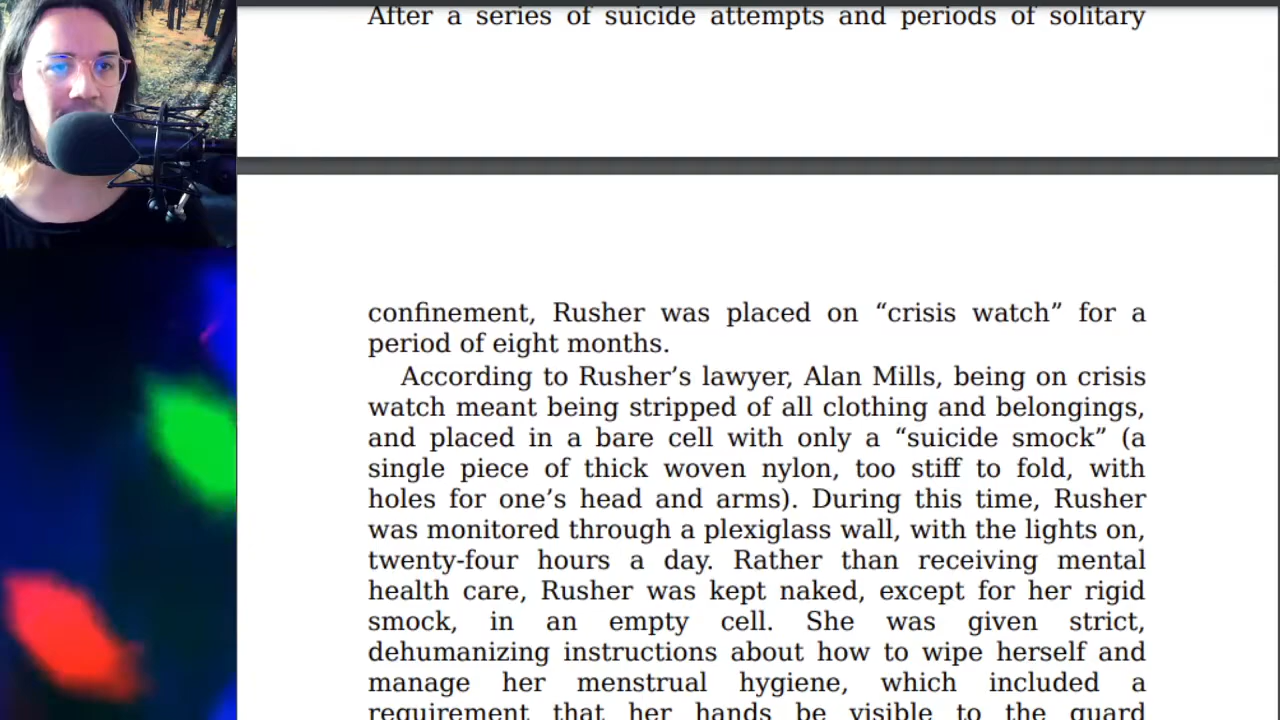 After a series of suicide attempts and periods of solitary
confinement, Rusher was placed on “crisis watch” for a
period of eight months.
According to Rusher’s lawyer, Alan Mills, being on crisis
watch meant being stripped of all clothing and belongings,
and placed in a bare cell with only a “suicide smock” (a
single piece of thick woven nylon, too stiff to fold, with
holes for one’s head and arms). During this time, Rusher
was monitored through a plexiglass wall, with the lights on,
twenty-four hours a day. Rather than receiving mental
health care, Rusher was kept naked, except for her rigid
smock, in an empty cell. She was given strict,
dehumanizing instructions about how to wipe herself and
manage her menstrual hygiene, which included a
requirement that her hands be visible to the guard